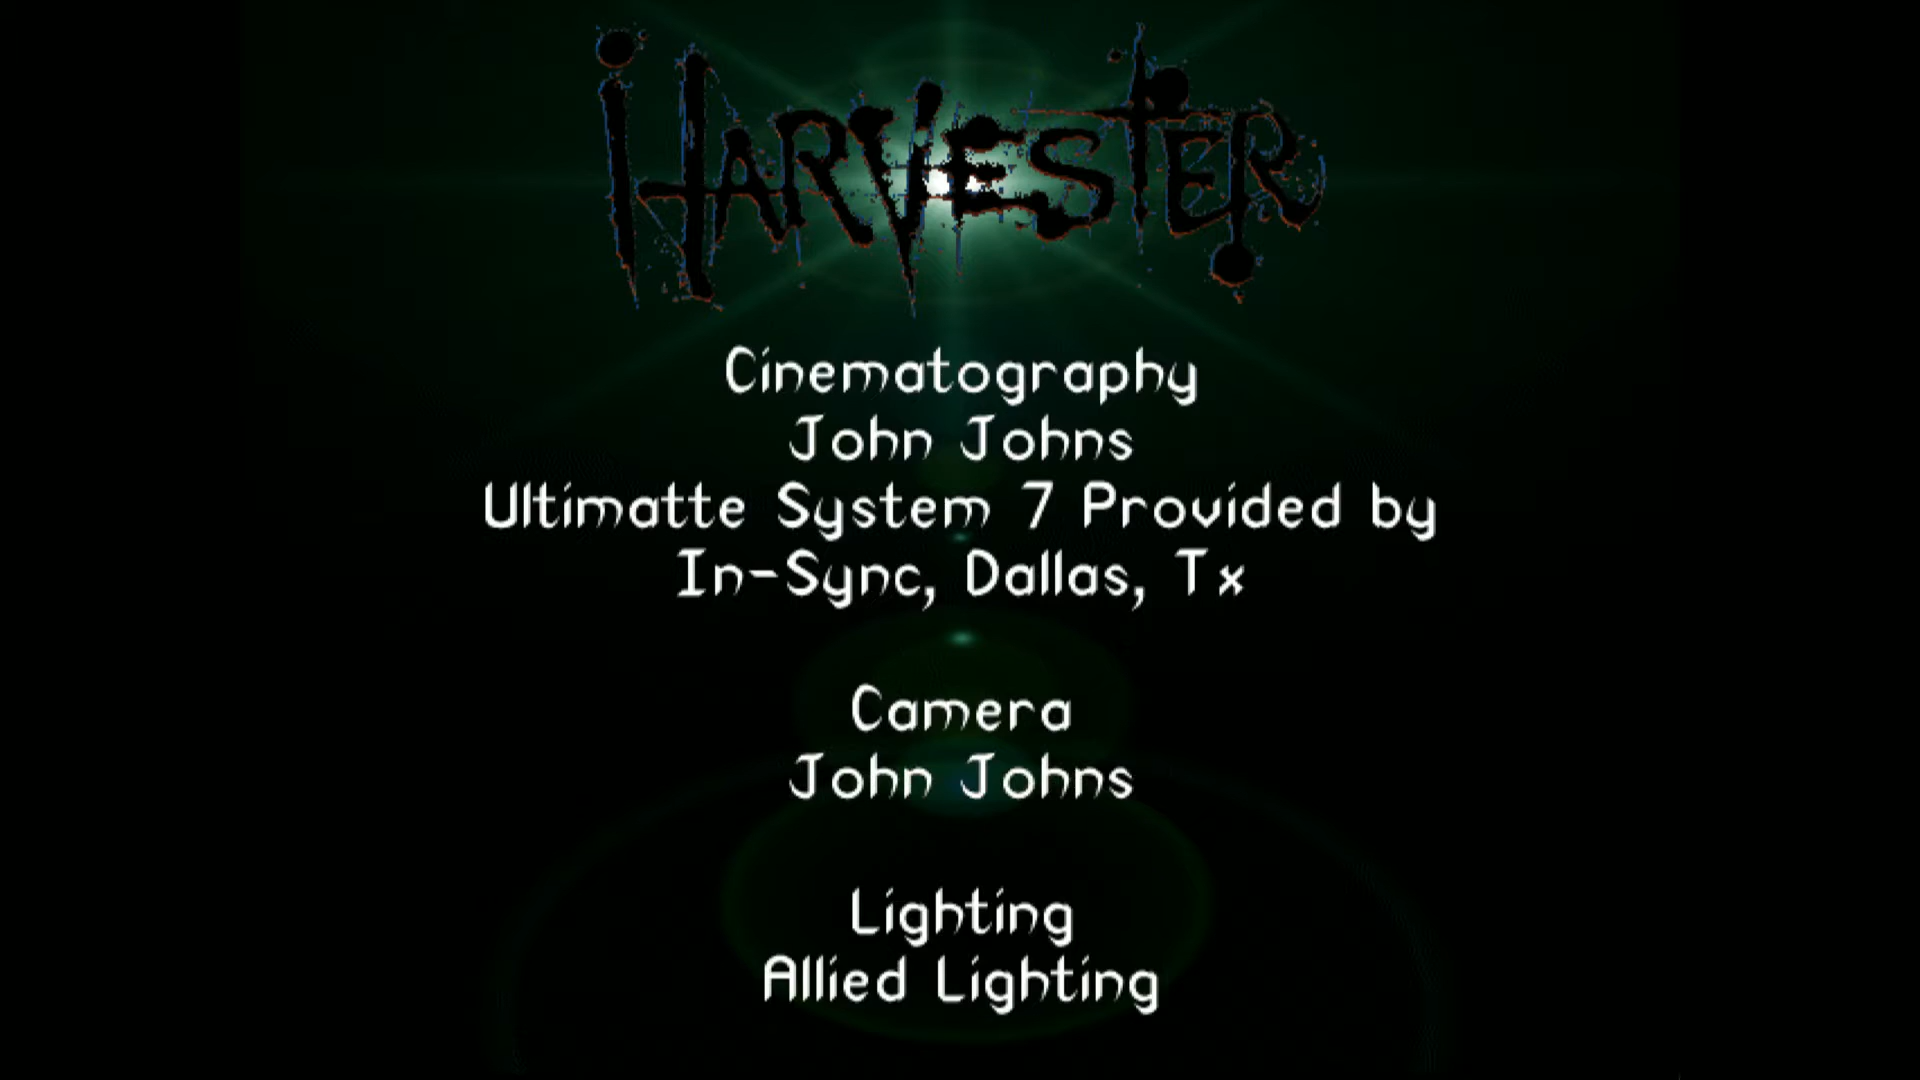 HARVESTER
Cinematography
John Johns
Ultimatte System 7 Provided by
In-Sync, Dallas, Tx
Camera
John Johns
Lighting
Allied Lighting